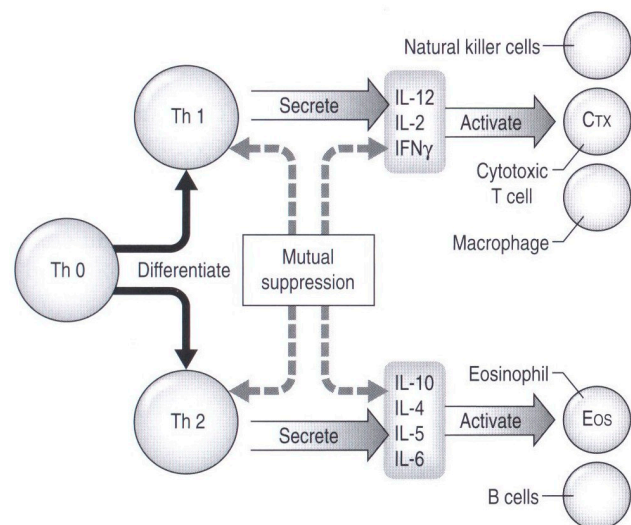 Natural killer cells
Th 1
Secrete
IL-12
IL-2
IFNγ
Activate
CTX
Cytotoxic
T cell
Macrophage
Th 0
Differentiate
Mutual
suppression
Th 2
Secrete
IL-10
IL-4
IL-5
IL-6
Activate
Eosinophil
EOS
B cells